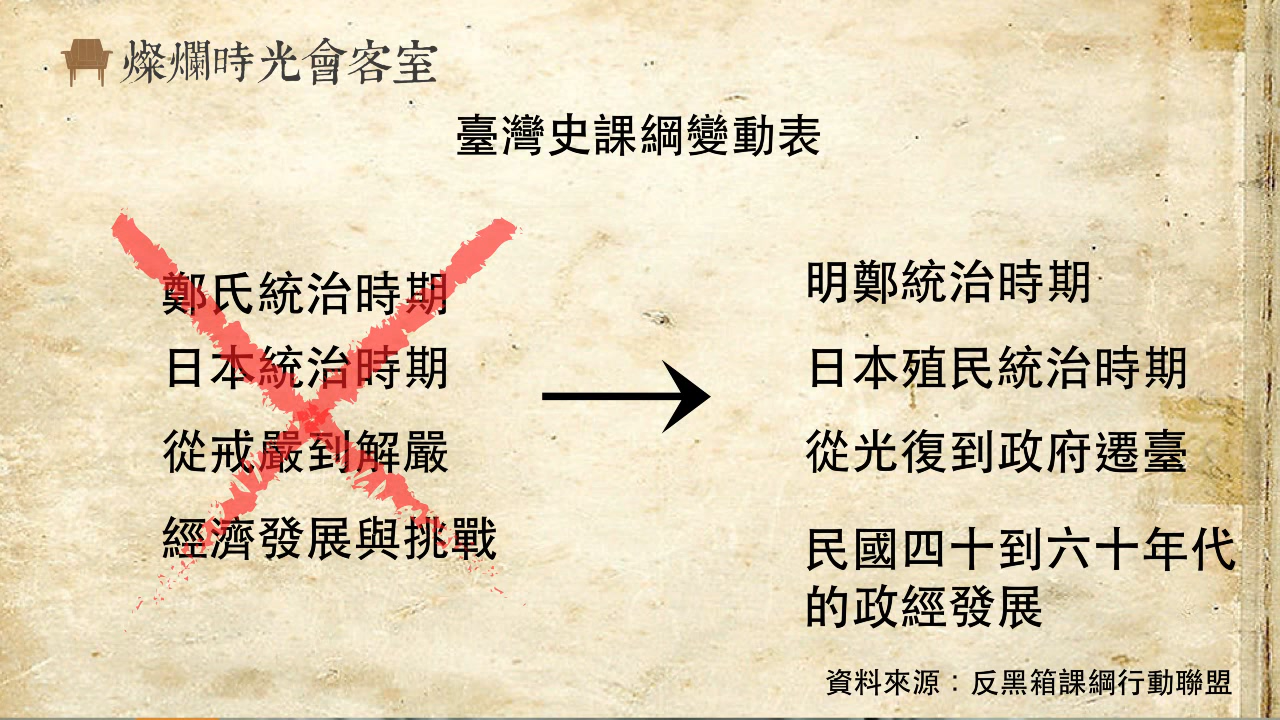 燦爛時光會客室
臺灣史課綱變動表
鄭氏統治時期
日本統治時期
從戒嚴到解嚴
經濟發展與挑戰
明鄭統治時期
日本殖民統治時期
從光復到政府遷臺
民國四十到六十年代
的政經發展
資料來源：反黑箱課綱行動聯盟